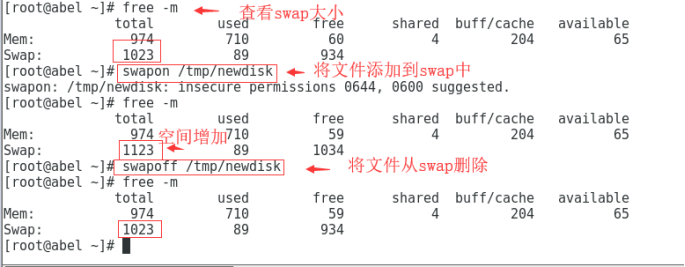 [root@abel ~]# free -m 查看swap大小
total used free shared buff/cache available
Mem: 974 710 60 4 204 65
Swap: 1023 89 934
[root@abel ~]# swapon /tmp/newdisk 将文件添加到swap中
swapon: /tmp/newdisk: insecure permissions 0644, 0600 suggested.
[root@abel ~]# free -m
total used free shared buff/cache available
Mem: 974 710 59 4 204 65
空间增加
Swap: 1123 89 1034
[root@abel ~]# swapoff /tmp/newdisk 将文件从swap删除
[root@abel ~]# free -m
total used free shared buff/cache available
Mem: 974 710 59 4 204 65
Swap: 1023 89 934
[root@abel ~]#